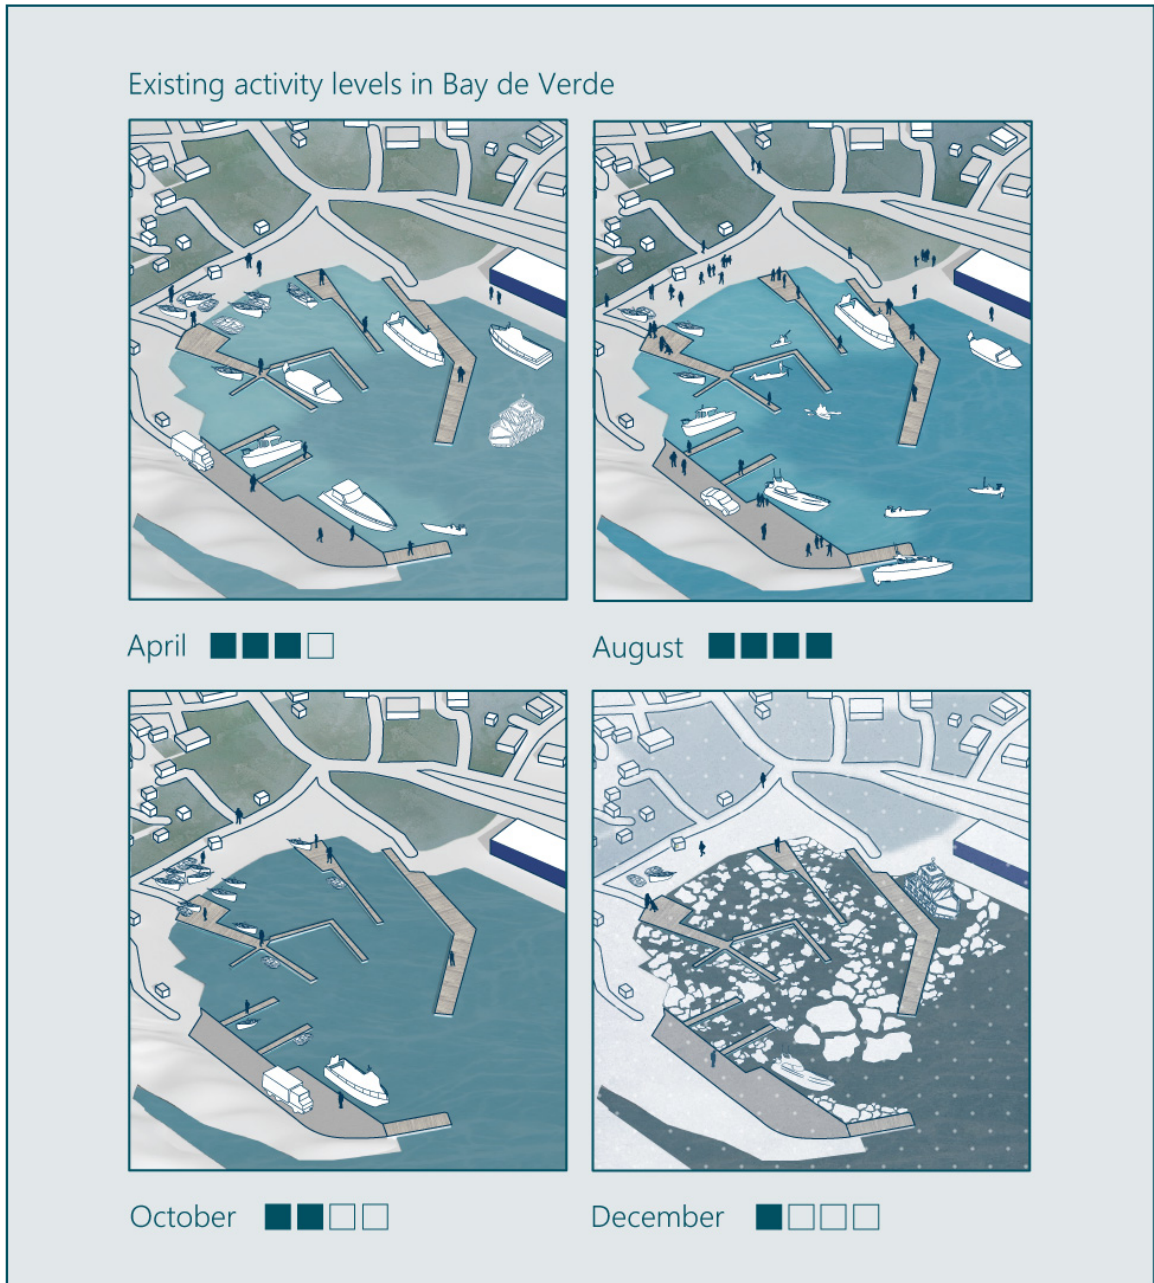 Existing activity levels in Bay de Verde
April
August
October
December